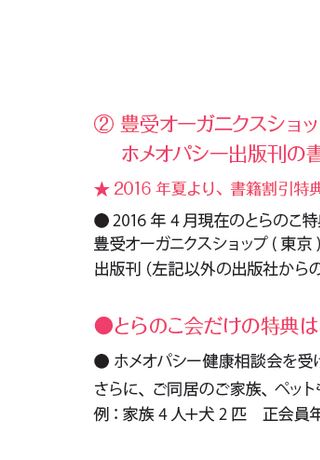 ② 豊受オーガニクスショッ
ホメオパシー出版刊の書
★ 2016 年夏より、書籍割引特典
● 2016 年 4 月現在のとらのこ特典
豊受オーガニクスショップ ( 東京 )
出版刊（左記以外の出版社からの
●とらのこ会だけの特典は
● ホメオパシー健康相談会を受け
さらに、ご同居のご家族、ペットや
例：家族 4 人＋犬 2 匹　正会員年